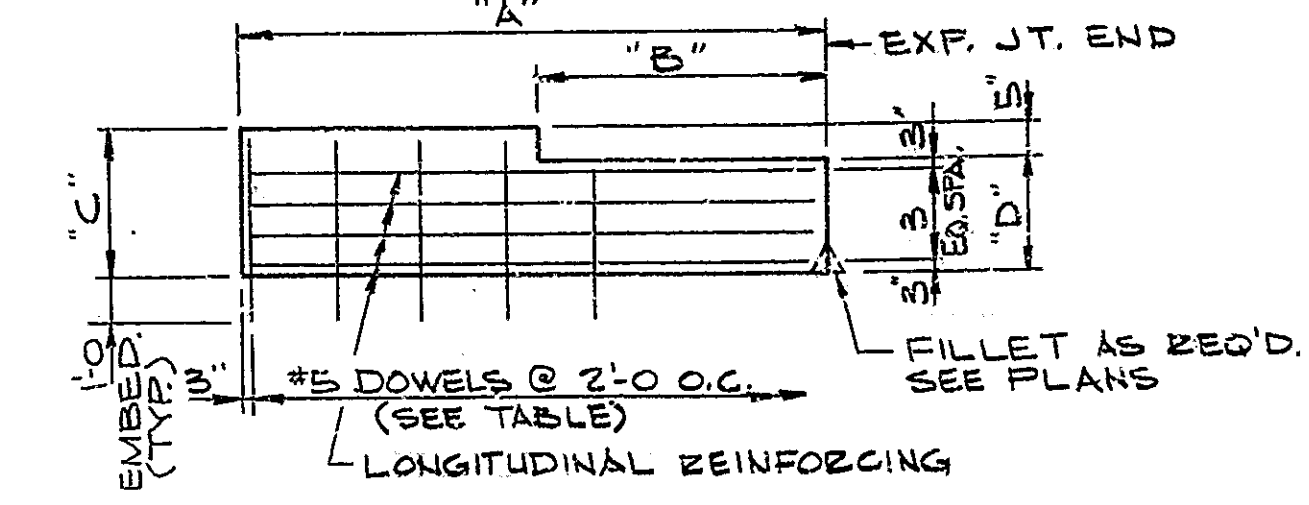 "A"
EXP. JT. END
"B"
5"
3"
"C"
3
EQ. SPA.
"D"
3"
1'-0
EMBED.
(TYP.)
3"
#5 DOWELS @ 2'-0 O.C.
(SEE TABLE)
FILLET AS REQ'D.
SEE PLANS
LONGITUDINAL REINFORCING